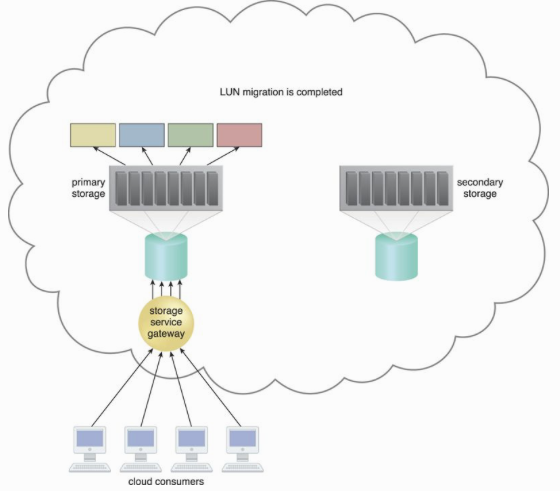 LUN migration is completed
primary
storage
secondary
storage
storage
service
gateway
cloud consumers